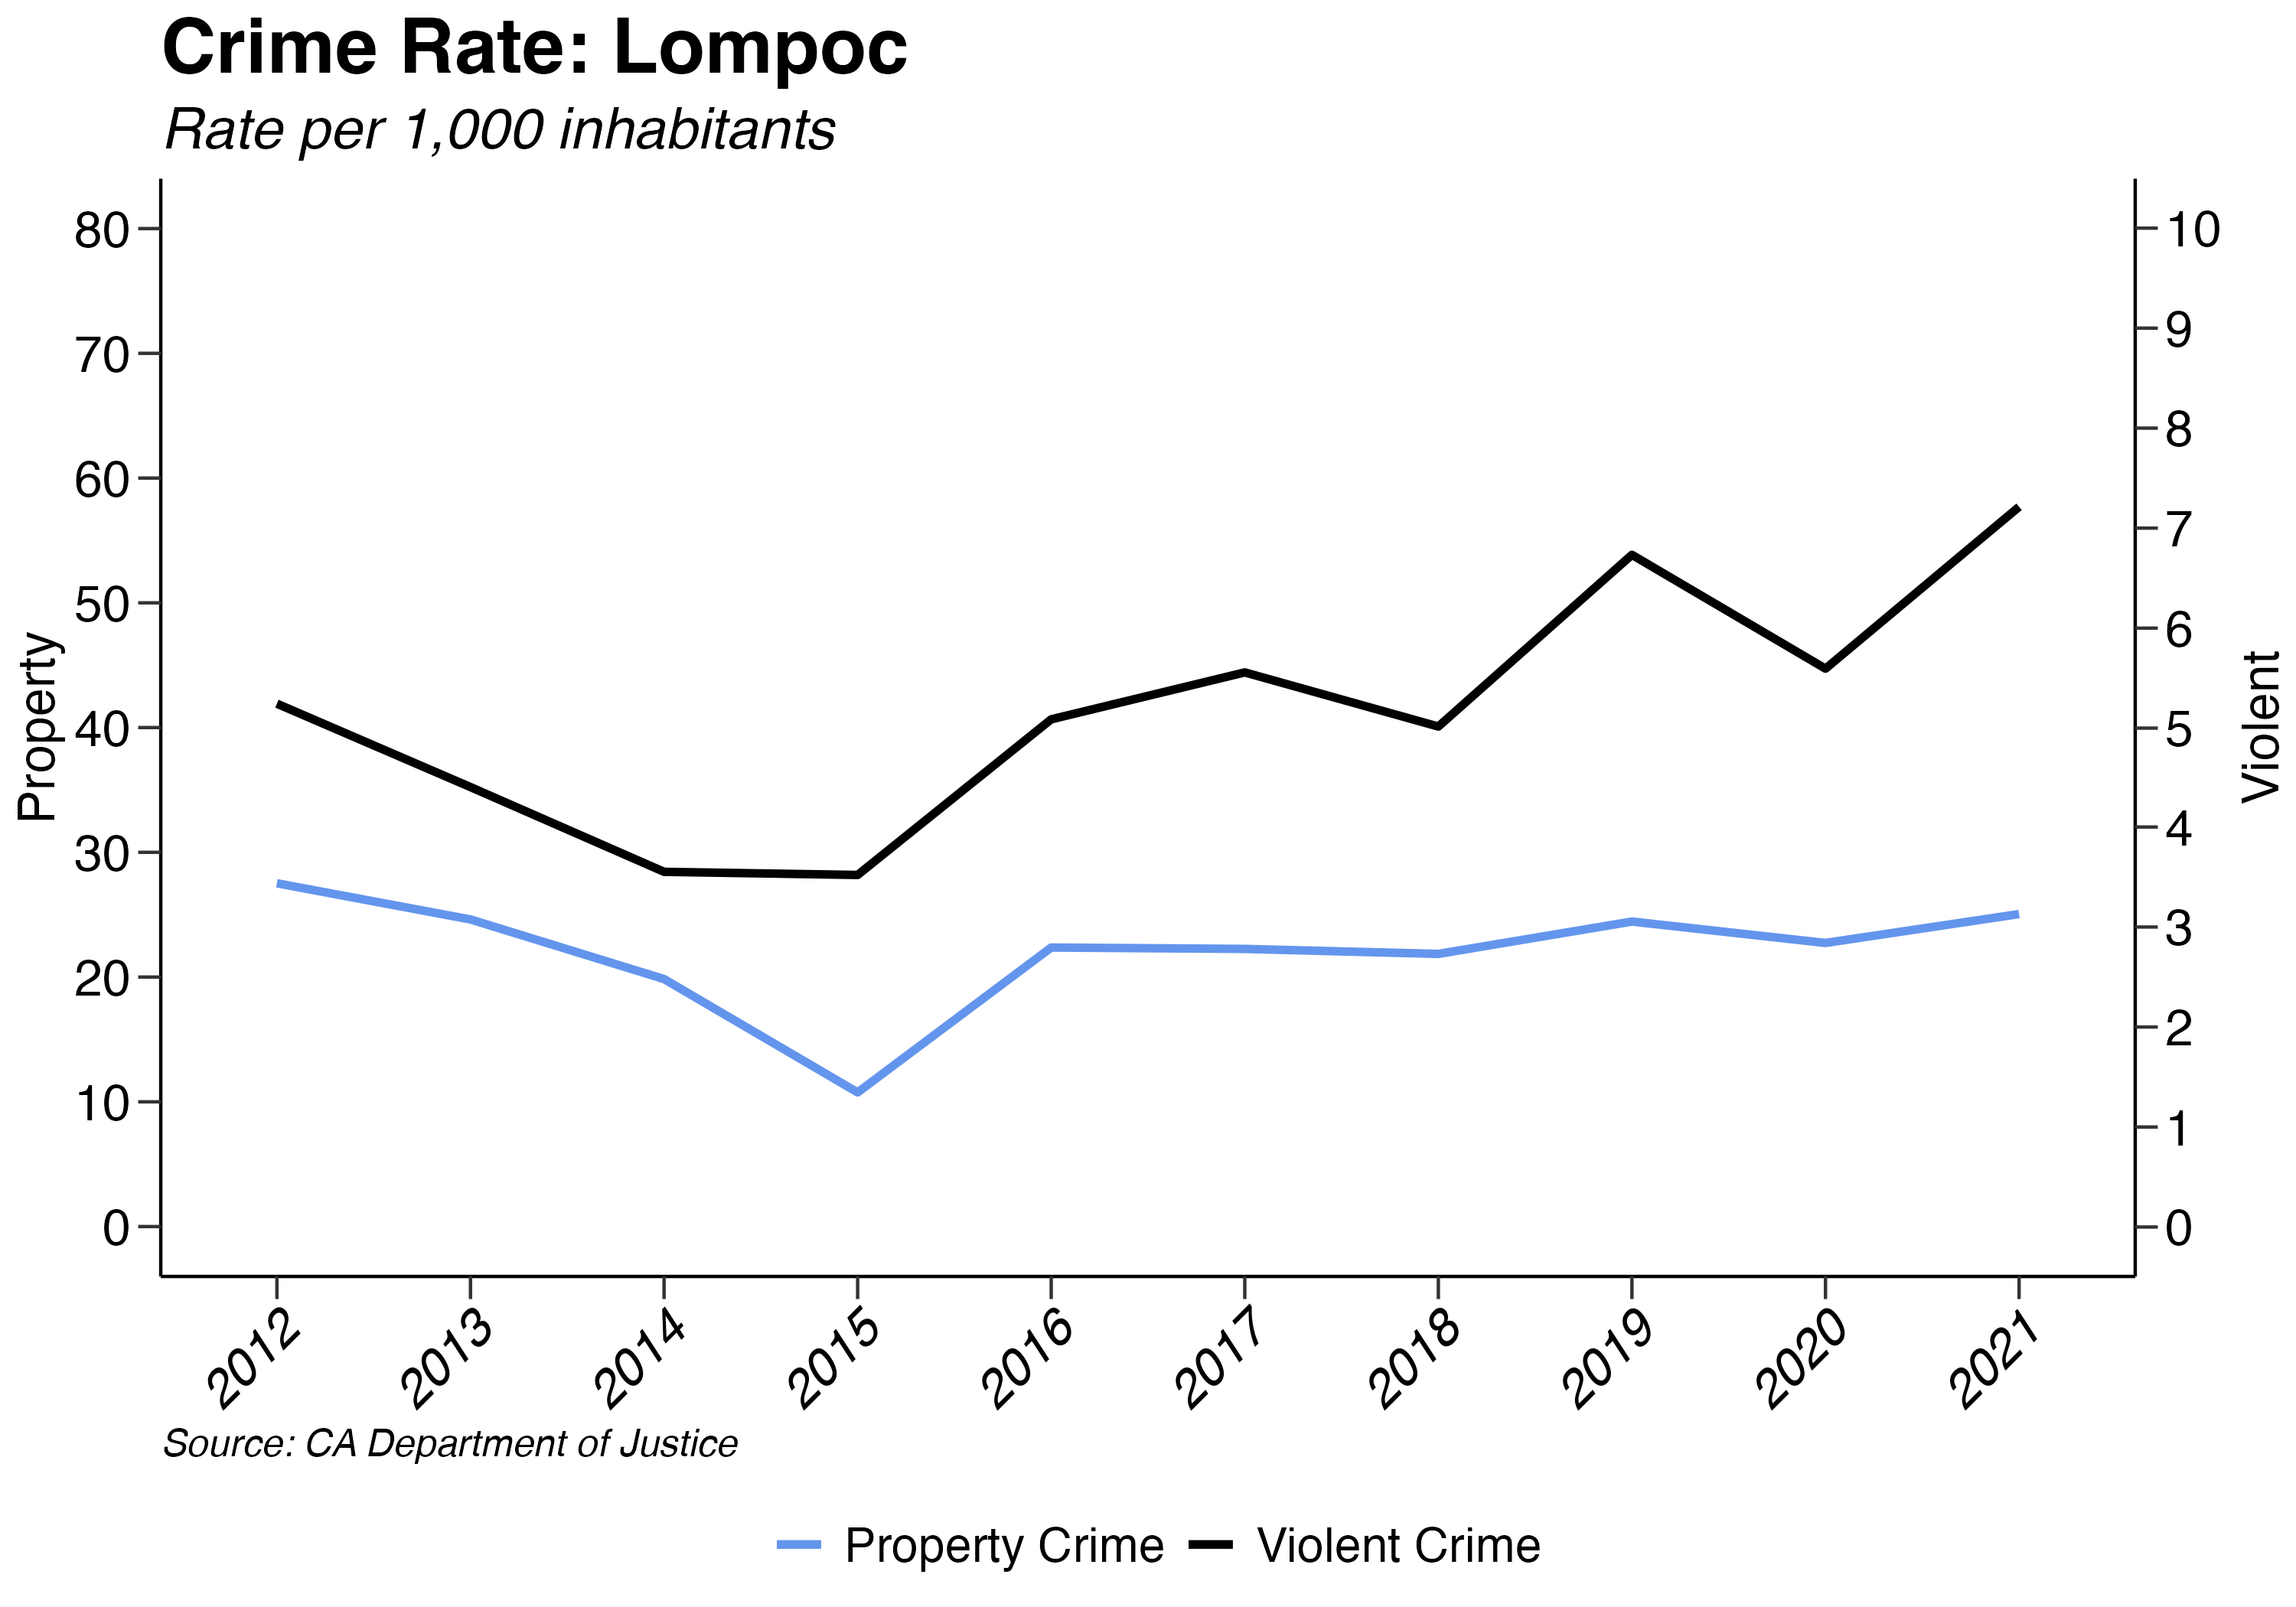 Crime Rate: Lompoc
Rate per 1,000 inhabitants
80
70
60
50
40
30
20
10
0
Property
10
9
8
7
6
5
4
3
2
1
0
Violent
2012 2013 2014 2015 2016 2017 2018 2019 2020 2021
Source: CA Department of Justice
Property Crime Violent Crime